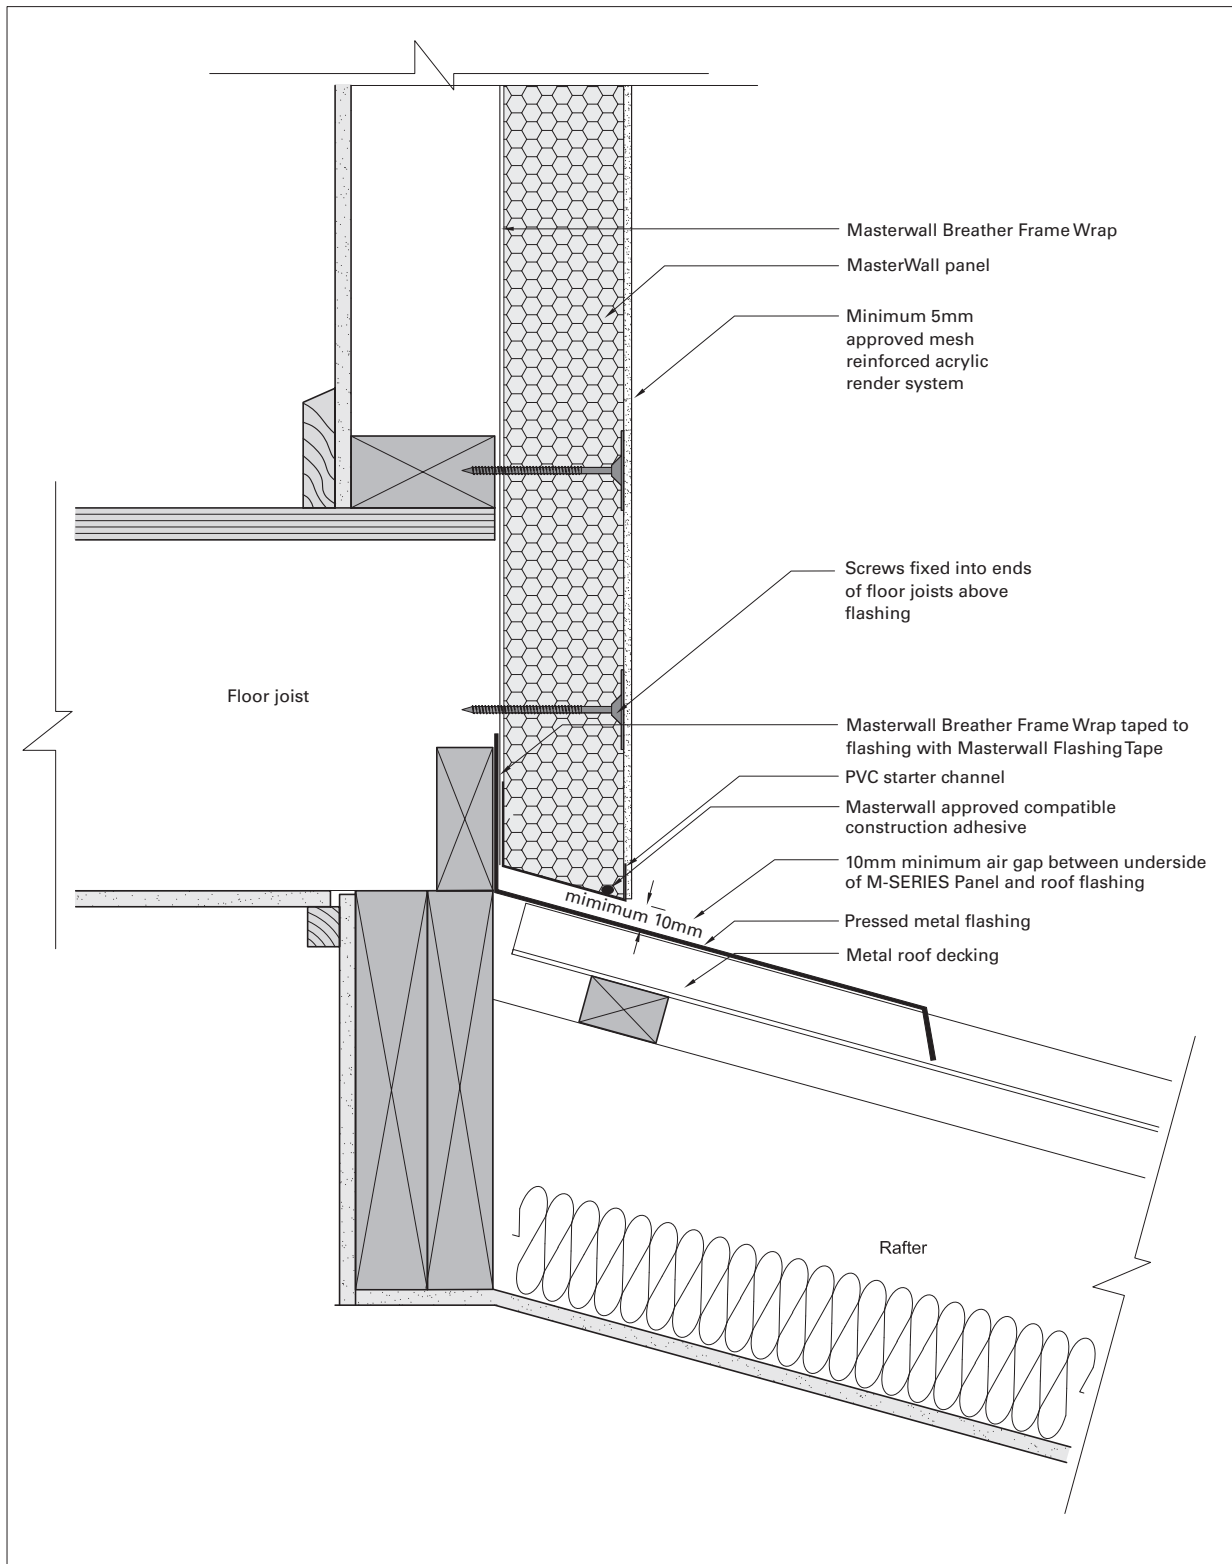 Masterwall Breather Frame Wrap
MasterWall panel
Minimum 5mm
approved mesh
reinforced acrylic
render system
Screws fixed into ends
of floor joists above
flashing
Floor joist
Masterwall Breather Frame Wrap taped to
flashing with Masterwall Flashing Tape
PVC starter channel
Masterwall approved compatible
construction adhesive
10mm minimum air gap between underside
of M-SERIES Panel and roof flashing
mimimum 10mm
Pressed metal flashing
Metal roof decking
Rafter